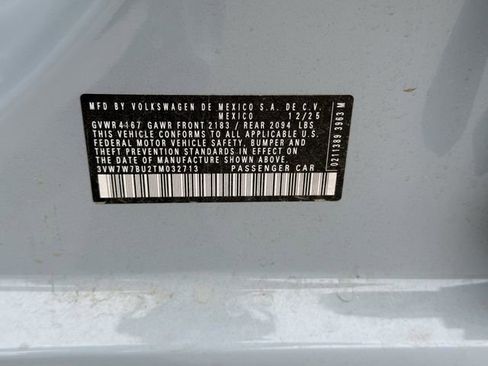 MFD BY VOLKSWAGEN DE MEXICO S.A. DE C.V.
MEXICO 12/25
GVWR 4167 GAWR FRONT 2183 / REAR 2094 LBS.
THIS VEHICLE CONFORMS TO ALL APPLICABLE U.S.
FEDERAL MOTOR VEHICLE SAFETY, BUMPER AND
THEFT PREVENTION STANDARDS IN EFFECT ON THE
DATE OF MANUFACTURE SHOWN ABOVE.
3VW7W7BU2TM032713 PASSENGER CAR
0211389 3963 M